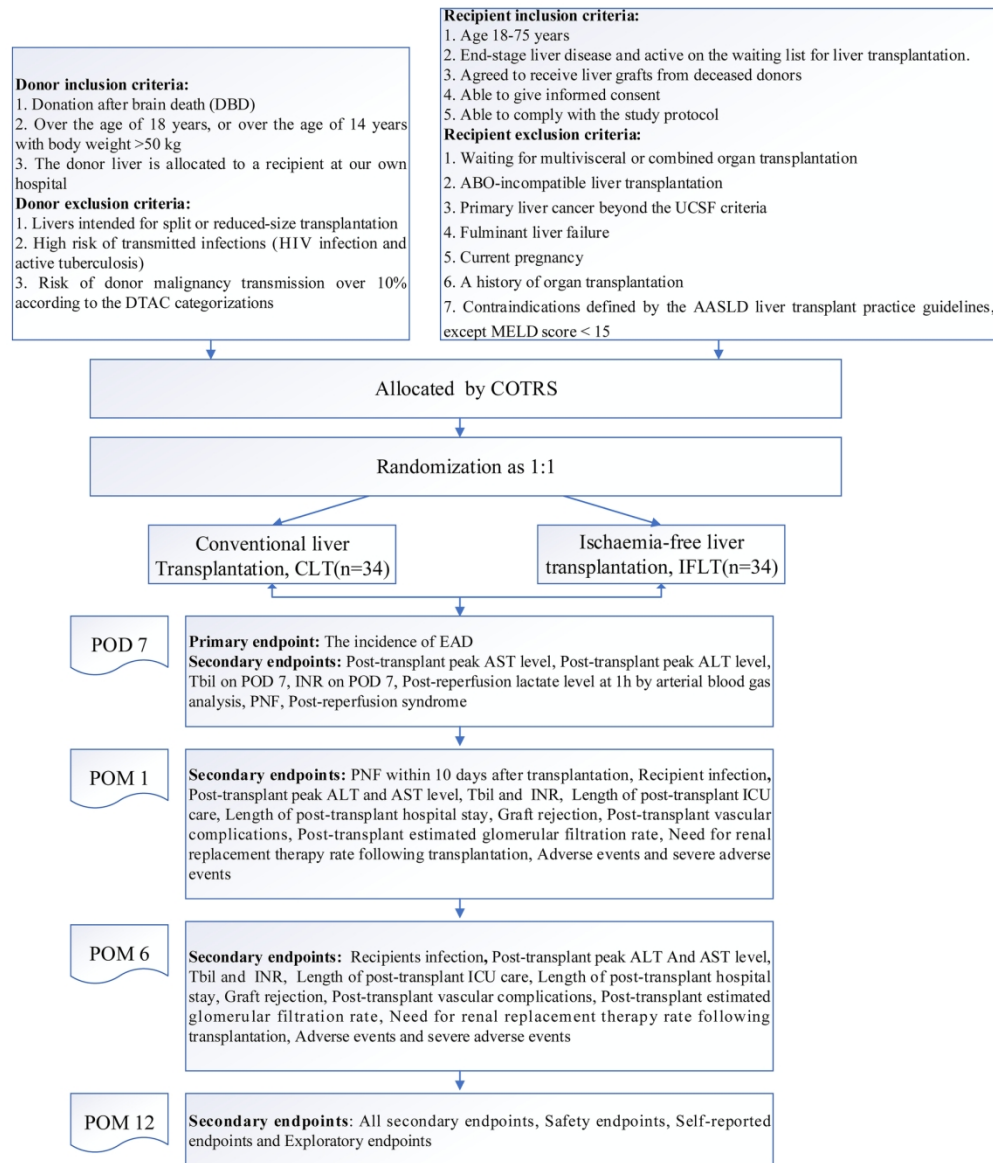 Donor inclusion criteria:
1. Donation after brain death (DBD)
2. Over the age of 18 years, or over the age of 14 years
with body weight >50 kg
3. The donor liver is allocated to a recipient at our own
hospital
Donor exclusion criteria:
1. Livers intended for split or reduced-size transplantation
2. High risk of transmitted infections (HIV infection and
active tuberculosis)
3. Risk of donor malignancy transmission over 10%
according to the DTAC categorizations
Recipient inclusion criteria:
1. Age 18-75 years
2. End-stage liver disease and active on the waiting list for liver transplantation.
3. Agreed to receive liver grafts from deceased donors
4. Able to give informed consent
5. Able to comply with the study protocol
Recipient exclusion criteria:
1. Waiting for multivisceral or combined organ transplantation
2. ABO-incompatible liver transplantation
3. Primary liver cancer beyond the UCSF criteria
4. Fulminant liver failure
5. Current pregnancy
6. A history of organ transplantation
7. Contraindications defined by the AASLD liver transplant practice guidelines,
except MELD score < 15
Allocated by COTRS
Randomization as 1:1
Conventional liver
Transplantation, CLT(n=34)
Ischaemia-free liver
transplantation, IFLT(n=34)
POD 7
Primary endpoint: The incidence of EAD
Secondary endpoints: Post-transplant peak AST level, Post-transplant peak ALT level,
Tbil on POD 7, INR on POD 7, Post-reperfusion lactate level at 1h by arterial blood gas
analysis, PNF, Post-reperfusion syndrome
POM 1
Secondary endpoints: PNF within 10 days after transplantation, Recipient infection,
Post-transplant peak ALT and AST level, Tbil and INR, Length of post-transplant ICU
care, Length of post-transplant hospital stay, Graft rejection, Post-transplant vascular
complications, Post-transplant estimated glomerular filtration rate, Need for renal
replacement therapy rate following transplantation, Adverse events and severe adverse
events
POM 6
Secondary endpoints: Recipients infection, Post-transplant peak ALT And AST level,
Tbil and INR, Length of post-transplant ICU care, Length of post-transplant hospital
stay, Graft rejection, Post-transplant vascular complications, Post-transplant estimated
glomerular filtration rate, Need for renal replacement therapy rate following
transplantation, Adverse events and severe adverse events
POM 12
Secondary endpoints: All secondary endpoints, Safety endpoints, Self-reported
endpoints and Exploratory endpoints